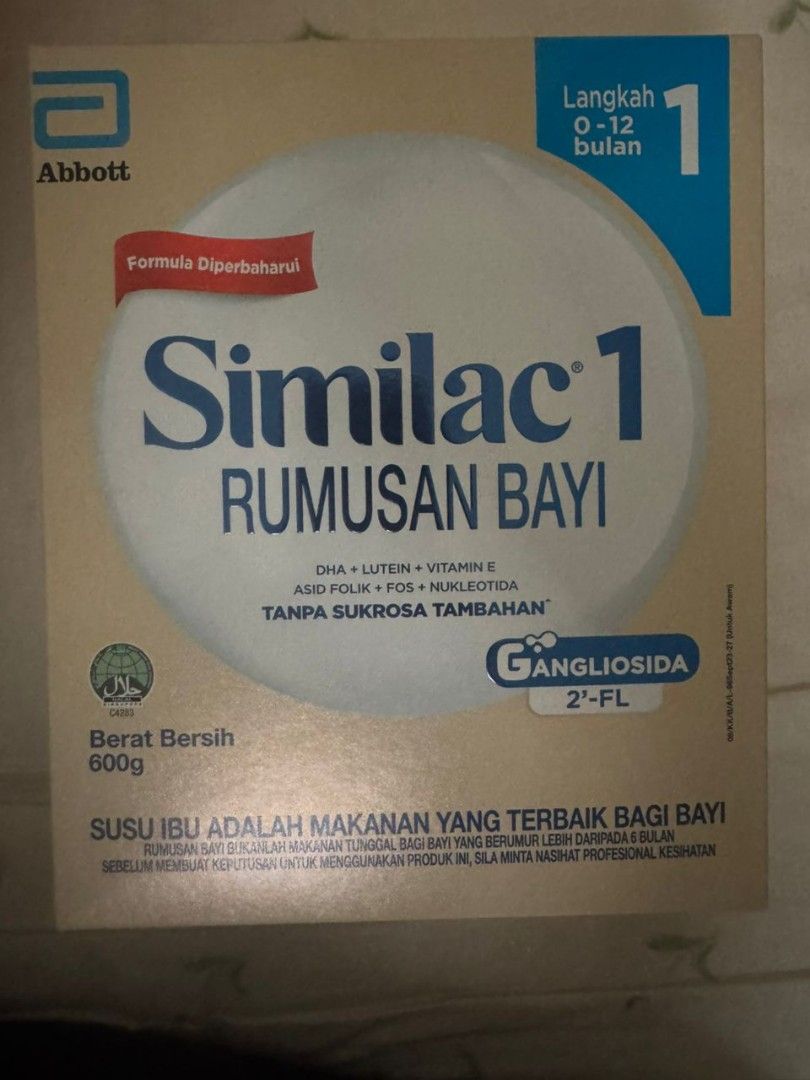 Abbott
Langkah 1
0-12
bulan
Formula Diperbaharui
Similac® 1
RUMUSAN BAYI
DHA + LUTEIN + VITAMIN E
ASID FOLIK + FOS + NUKLEOTIDA
TANPA SUKROSA TAMBAHAN^
GANGLIOSIDA
2'-FL
حلال
SINGAPURA
C4283
Berat Bersih
600g
SUSU IBU ADALAH MAKANAN YANG TERBAIK BAGI BAYI
RUMUSAN BAYI BUKANLAH MAKANAN TUNGGAL BAGI BAYI YANG BERUMUR LEBIH DARIPADA 6 BULAN
SEBELUM MEMBUAT KEPUTUSAN UNTUK MENGGUNAKAN PRODUK INI, SILA MINTA NASIHAT PROFESIONAL KESIHATAN